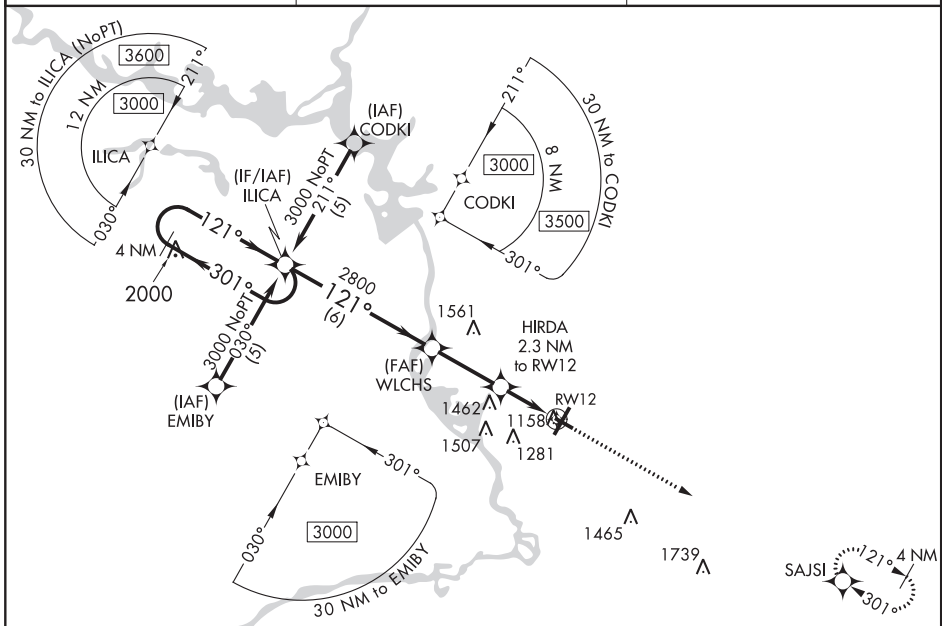 30 NM to ILICA (NoPT)
3600
211°
12 NM
3000
ILICA
030°
(IAF)
CODKI
3000 NoPT
211°
(5)
(IF/IAF)
ILICA
211°
30 NM to CODKI
3000
8 NM
CODKI
3500
301°
121°
4 NM
301°
2000
2800
121°
(6)
3000 NoPT
030°
(5)
(IAF)
EMIBY
1561
HIRDA
2.3 NM
to RW12
(FAF)
WLCHS
RW12
1462
1158
1507
1281
301°
EMIBY
030°
3000
30 NM to EMIBY
1465
1739
SAJSI
121°
4 NM
301°